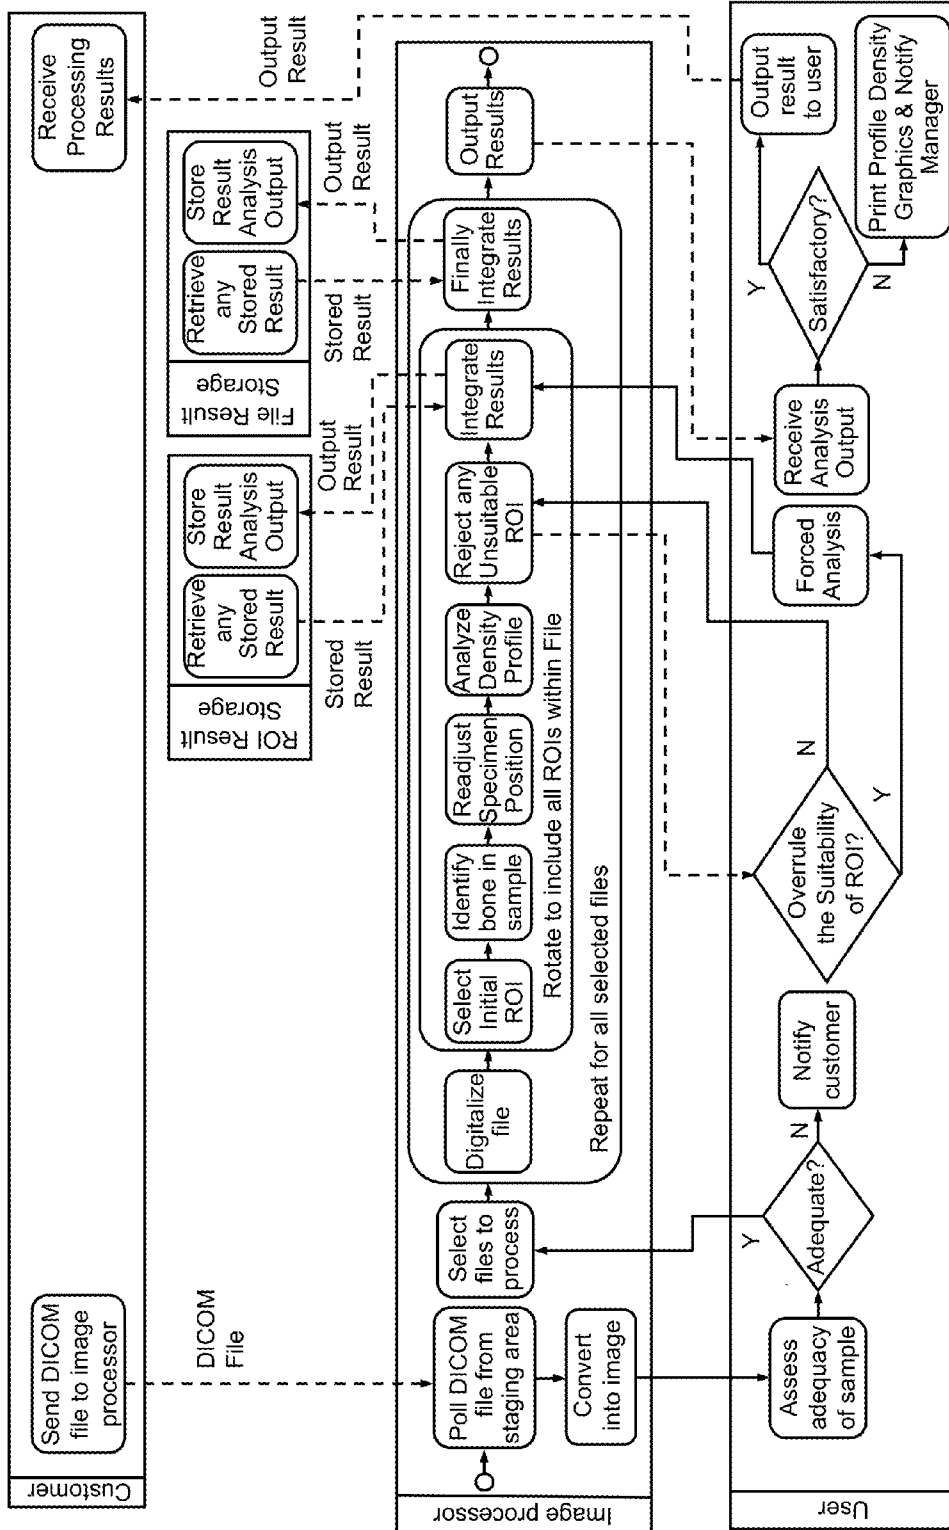 Customer
Send DICOM
file to image
processor
Receive
Processing
Results
DICOM
File
Output
Result
ROI Result
Storage
Retrieve
any
Stored Result
Store
Result
Analysis
Output
Stored
Result
Output
Result
File Result
Storage
Retrieve any
Stored Result
Store
Result
Analysis
Output
Stored
Result
Output
Result
Image processor
Poll DICOM
file from
staging area
Convert
into image
Select
files to
process
Digitalize
file
Select
Initial
ROI
Identify
bone in
sample
Readjust
Specimen
Position
Analyze
Density
Profile
Reject any
Unsuitable
ROI
Integrate
Results
Rotate to include all ROIs within File
Finally
Integrate
Results
Repeat for all selected files
Output
Results
User
Assess
adequacy
of sample
Adequate?
Y
N
Notify
customer
Overrule
the Suitability
of ROI?
N
Y
Forced
Analysis
Receive
Analysis
Output
Satisfactory?
Y
N
Output
result
to user
Print Profile Density
Graphics & Notify
Manager